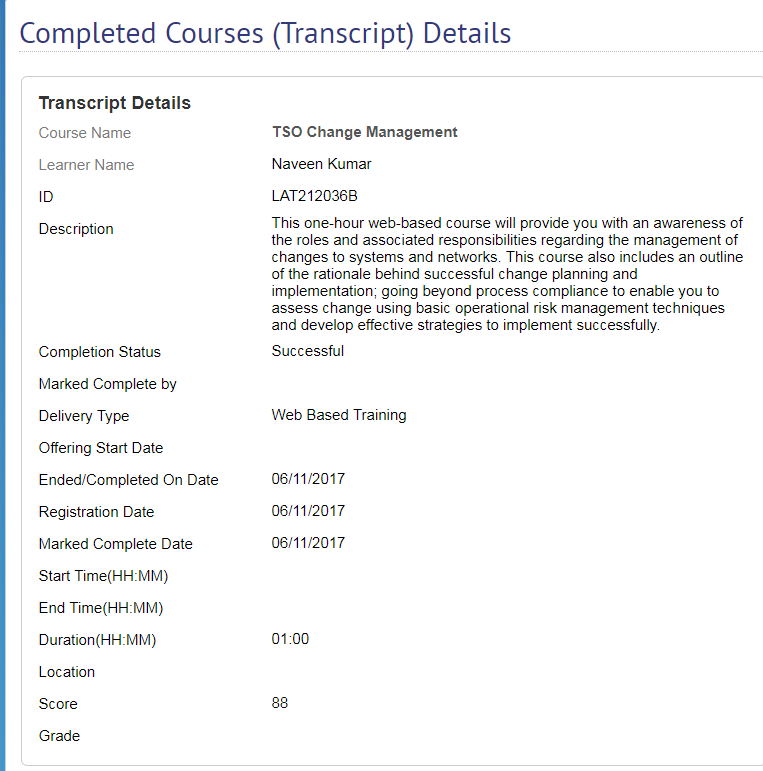 Completed Courses (Transcript) Details
Transcript Details
Course Name TSO Change Management
Learner Name Naveen Kumar
ID LAT212036B
Description This one-hour web-based course will provide you with an awareness of
the roles and associated responsibilities regarding the management of
changes to systems and networks. This course also includes an outline
of the rationale behind successful change planning and
implementation; going beyond process compliance to enable you to
assess change using basic operational risk management techniques
and develop effective strategies to implement successfully.
Completion Status Successful
Marked Complete by
Delivery Type Web Based Training
Offering Start Date
Ended/Completed On Date 06/11/2017
Registration Date 06/11/2017
Marked Complete Date 06/11/2017
Start Time(HH:MM)
End Time(HH:MM)
Duration(HH:MM) 01:00
Location
Score 88
Grade